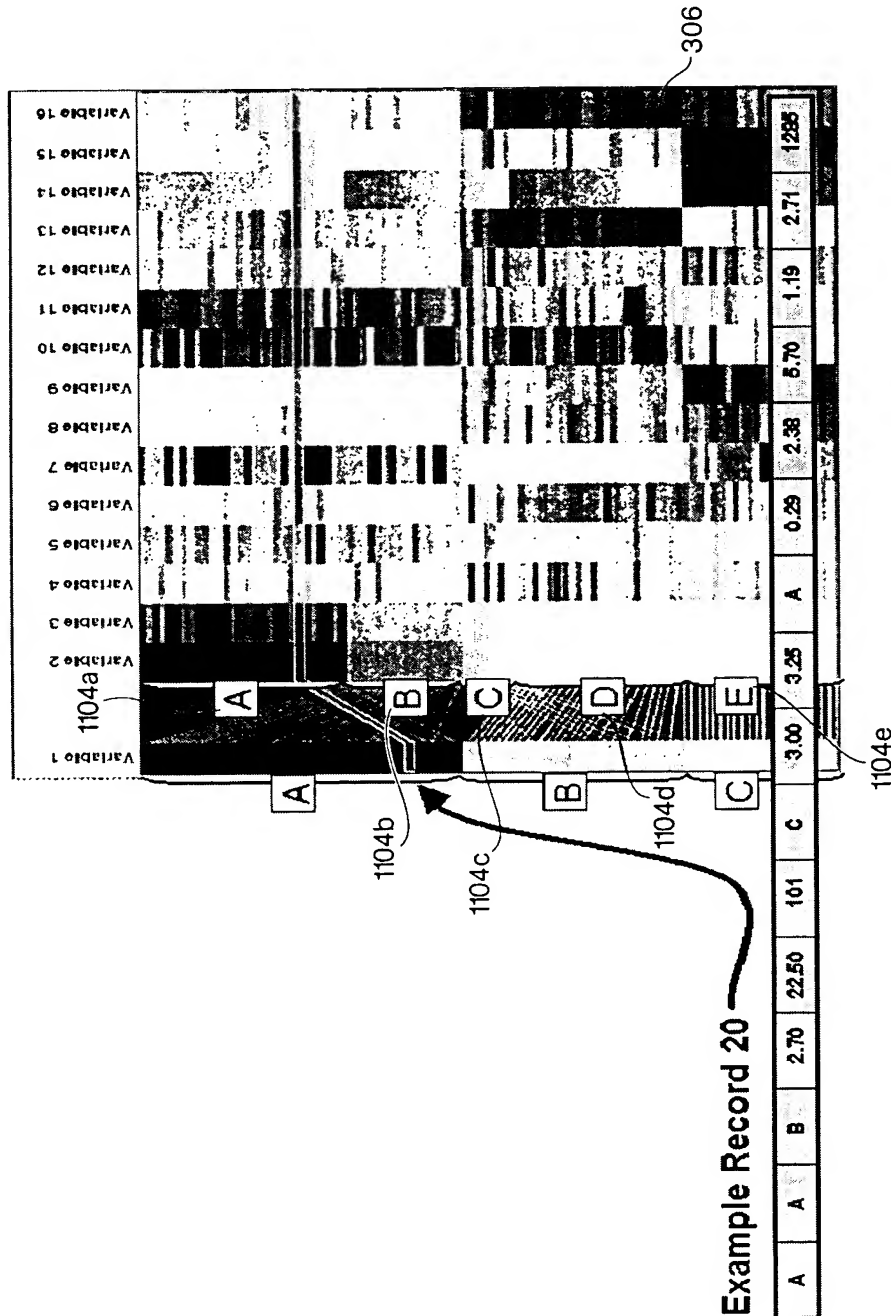 Variable 1
Variable 2
Variable 3
Variable 4
Variable 5
Variable 6
Variable 7
Variable 8
Variable 9
Variable 10
Variable 11
Variable 12
Variable 13
Variable 14
Variable 15
Variable 16
1104a
A
B
C
A
B
C
D
E
1104b
1104c
1104d
1104e
306
Example Record 20
A A B 2.70 22.50 101 C 3.00 3.25 A 0.29 2.38 5.70 1.19 2.71 1285